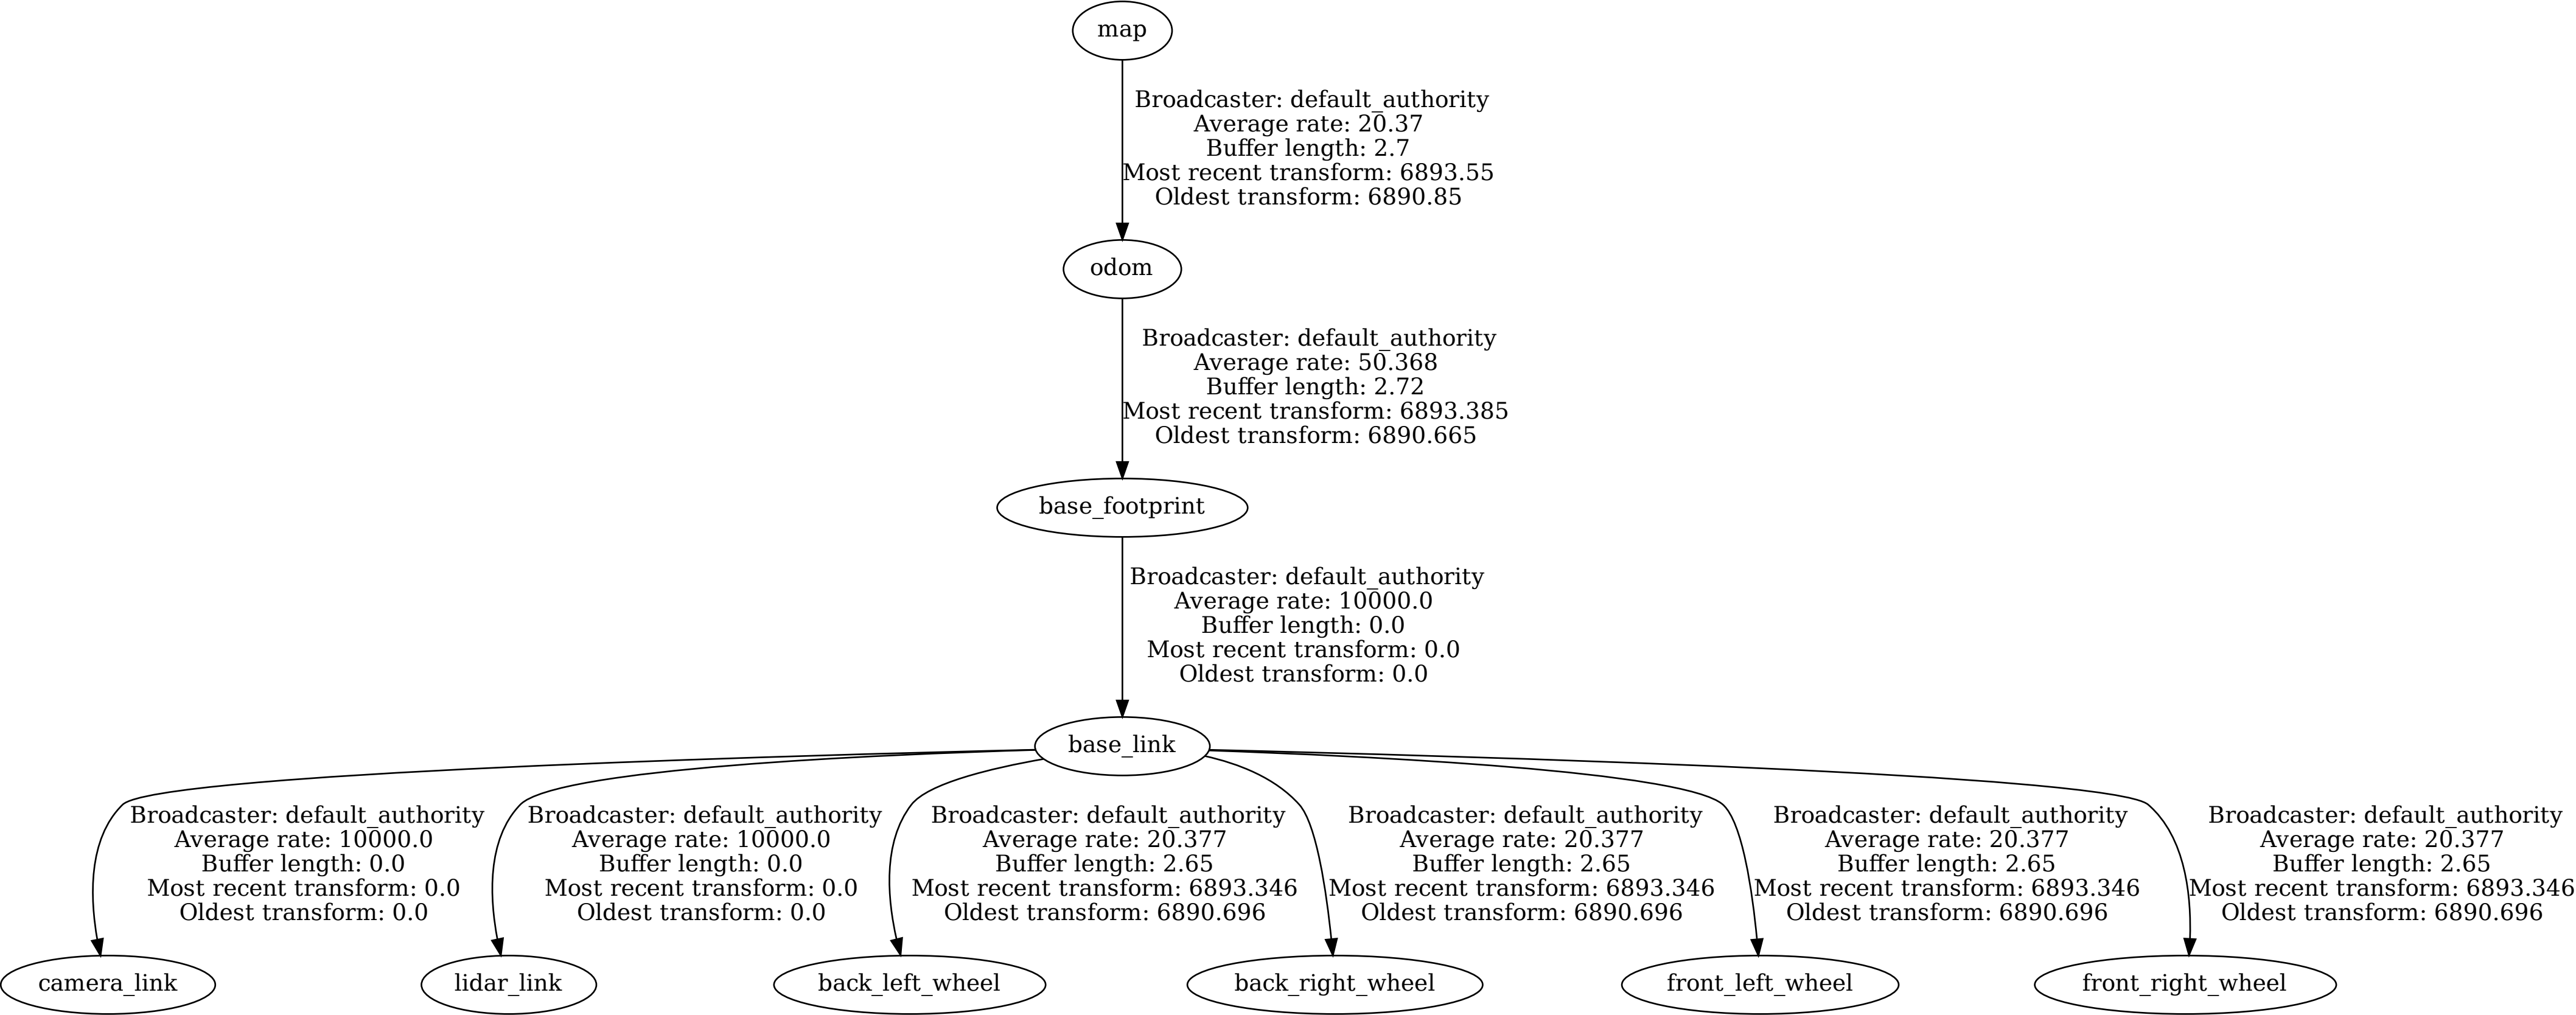 map
Broadcaster: default_authority
Average rate: 20.37
Buffer length: 2.7
Most recent transform: 6893.55
Oldest transform: 6890.85
odom
Broadcaster: default_authority
Average rate: 50.368
Buffer length: 2.72
Most recent transform: 6893.385
Oldest transform: 6890.665
base_footprint
Broadcaster: default_authority
Average rate: 10000.0
Buffer length: 0.0
Most recent transform: 0.0
Oldest transform: 0.0
base_link
Broadcaster: default_authority
Average rate: 10000.0
Buffer length: 0.0
Most recent transform: 0.0
Oldest transform: 0.0
Broadcaster: default_authority
Average rate: 10000.0
Buffer length: 0.0
Most recent transform: 0.0
Oldest transform: 0.0
Broadcaster: default_authority
Average rate: 20.377
Buffer length: 2.65
Most recent transform: 6893.346
Oldest transform: 6890.696
Broadcaster: default_authority
Average rate: 20.377
Buffer length: 2.65
Most recent transform: 6893.346
Oldest transform: 6890.696
Broadcaster: default_authority
Average rate: 20.377
Buffer length: 2.65
Most recent transform: 6893.346
Oldest transform: 6890.696
Broadcaster: default_authority
Average rate: 20.377
Buffer length: 2.65
Most recent transform: 6893.346
Oldest transform: 6890.696
camera_link
lidar_link
back_left_wheel
back_right_wheel
front_left_wheel
front_right_wheel